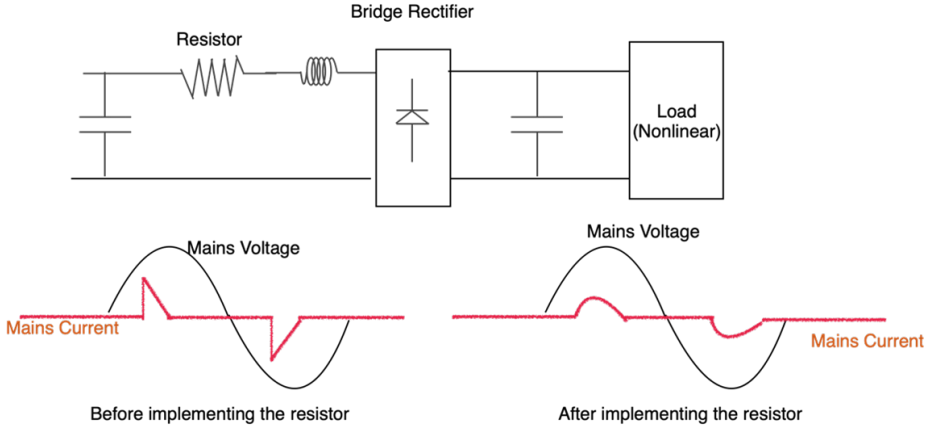 Bridge Rectifier
Resistor
Load
(Nonlinear)
Mains Voltage
Mains Voltage
Mains Current
Mains Current
Before implementing the resistor
After implementing the resistor